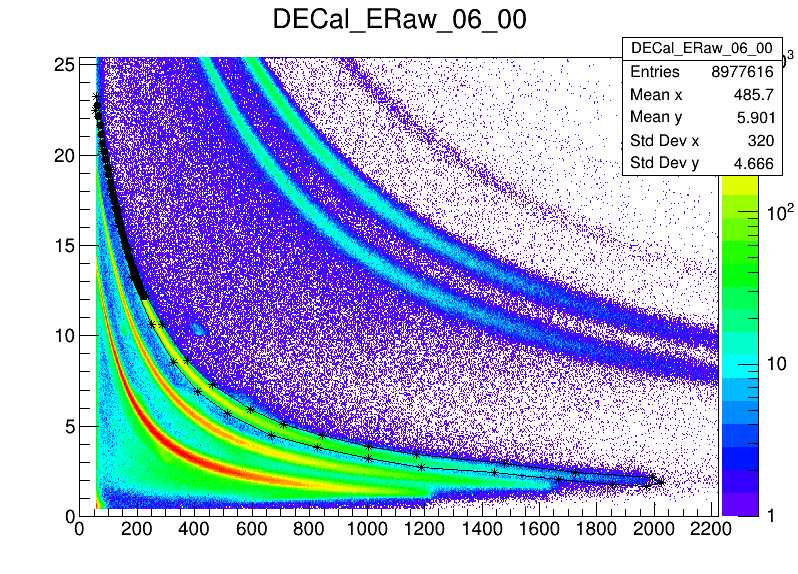 DECal_ERaw_06_00
DECal_ERaw_06_00
Entries 8977616
Mean x 485.7
Mean y 5.901
Std Dev x 320
Std Dev y 4.666
25
20
15
10
5
0
0 200 400 600 800 1000 1200 1400 1600 1800 2000 2200
10²
10
1